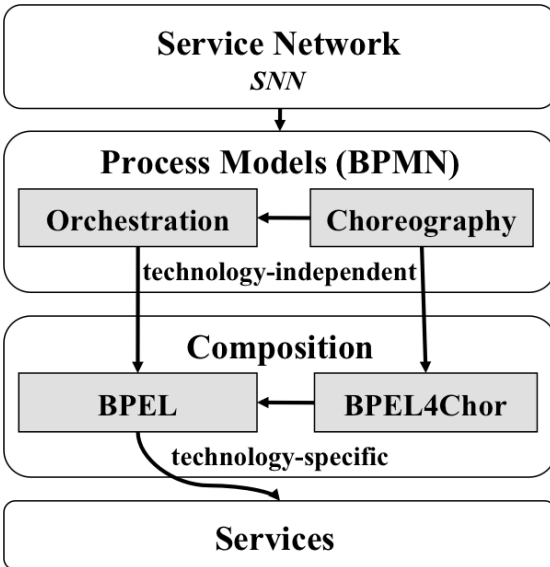 Service Network
SNN
Process Models (BPMN)
Orchestration
Choreography
technology-independent
Composition
BPEL
BPEL4Chor
technology-specific
Services